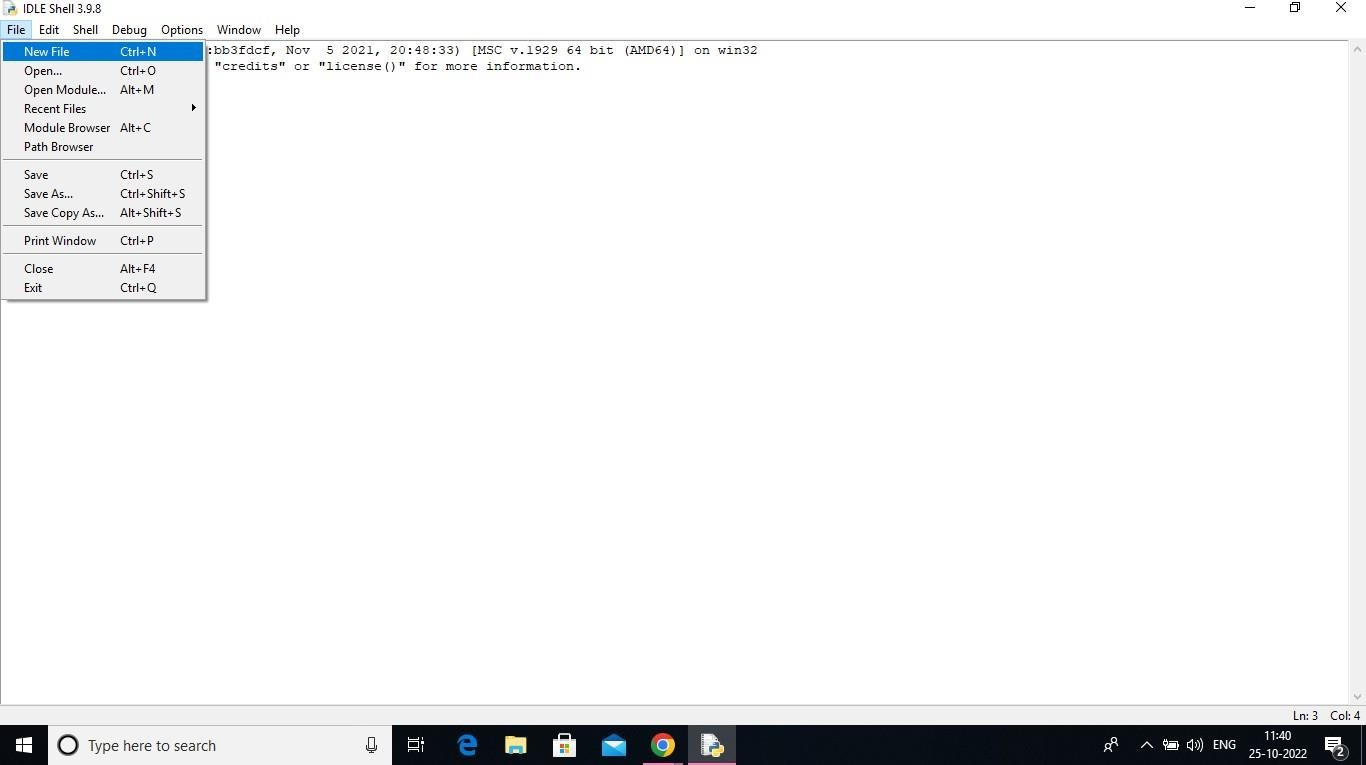 IDLE Shell 3.9.8
File Edit Shell Debug Options Window Help
:bb3fdcf, Nov  5 2021, 20:48:33) [MSC v.1929 64 bit (AMD64)] on win32
"credits" or "license()" for more information.
New File Ctrl+N
Open... Ctrl+O
Open Module... Alt+M
Recent Files
Module Browser Alt+C
Path Browser
Save Ctrl+S
Save As... Ctrl+Shift+S
Save Copy As... Alt+Shift+S
Print Window Ctrl+P
Close Alt+F4
Exit Ctrl+Q
Ln: 3 Col: 4
Type here to search
ENG
11:40
25-10-2022
2